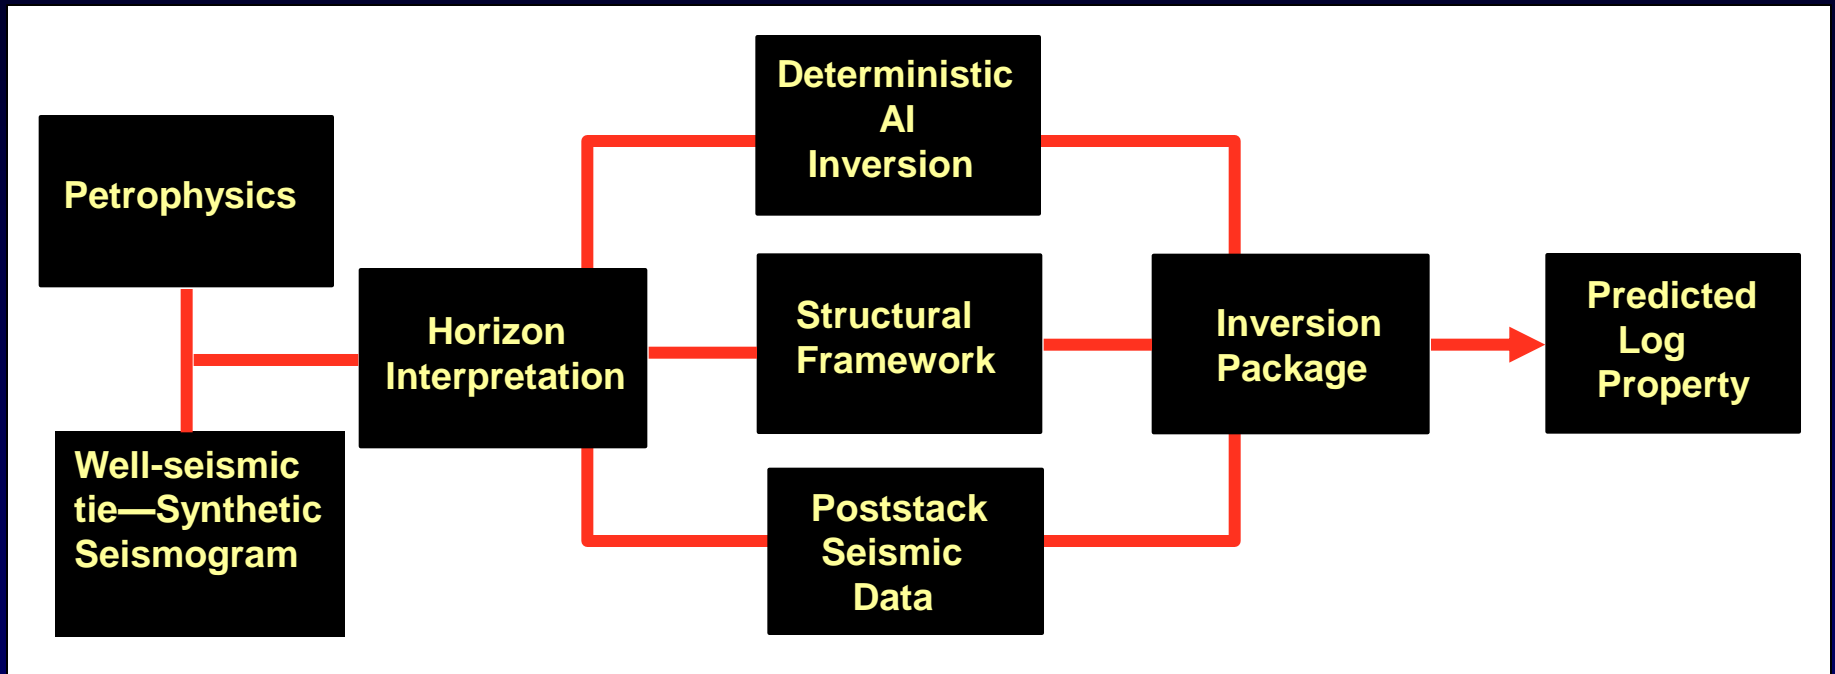 Petrophysics
Well-seismic
tie—Synthetic
Seismogram
Horizon
Interpretation
Deterministic
AI
Inversion
Structural
Framework
Poststack
Seismic
Data
Inversion
Package
Predicted
Log
Property